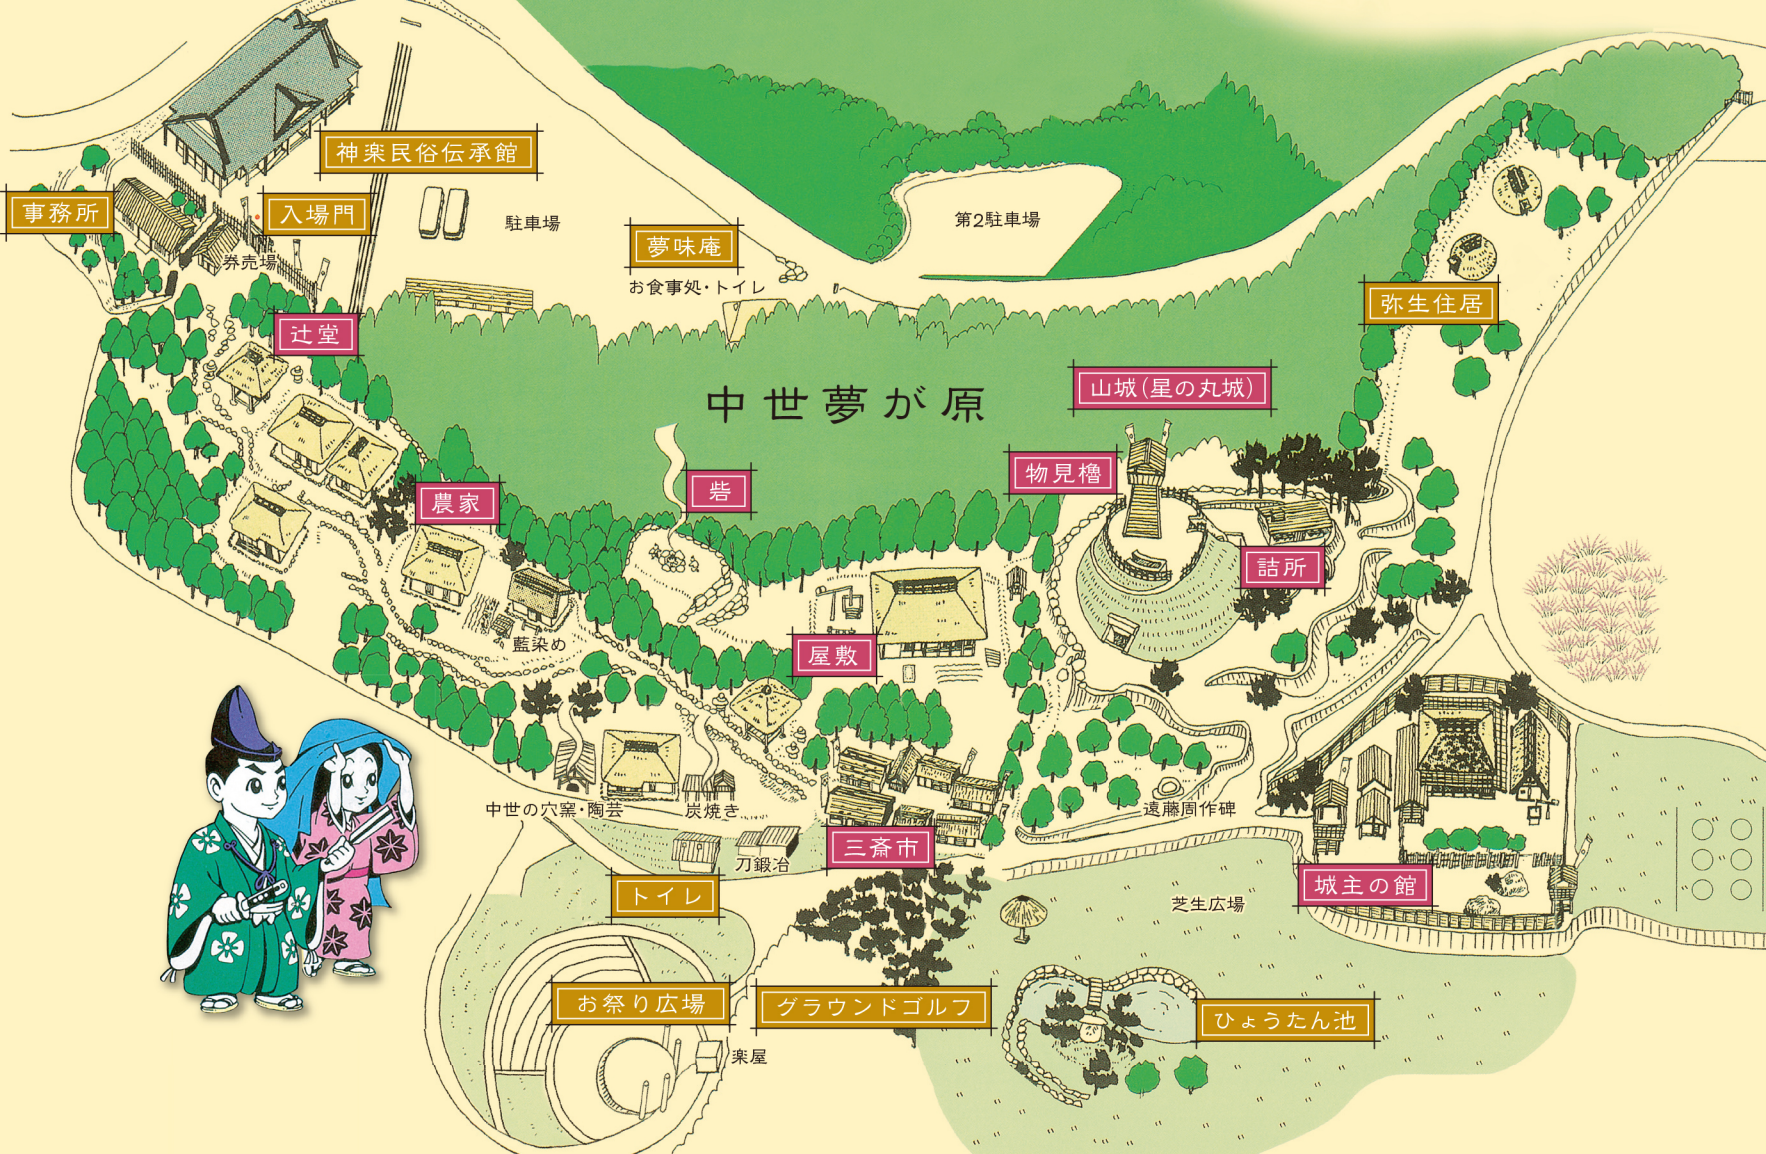 神楽民俗伝承館
事務所
入場門
券売場
駐車場
夢味庵
お食事処・トイレ
第2駐車場
弥生住居
辻堂
中世夢が原
山城(星の丸城)
物見櫓
砦
農家
詰所
藍染め
屋敷
中世の穴窯・陶芸
炭焼き
遠藤周作碑
三斎市
刀鍛冶
トイレ
城主の館
芝生広場
お祭り広場
グラウンドゴルフ
ひょうたん池
楽屋